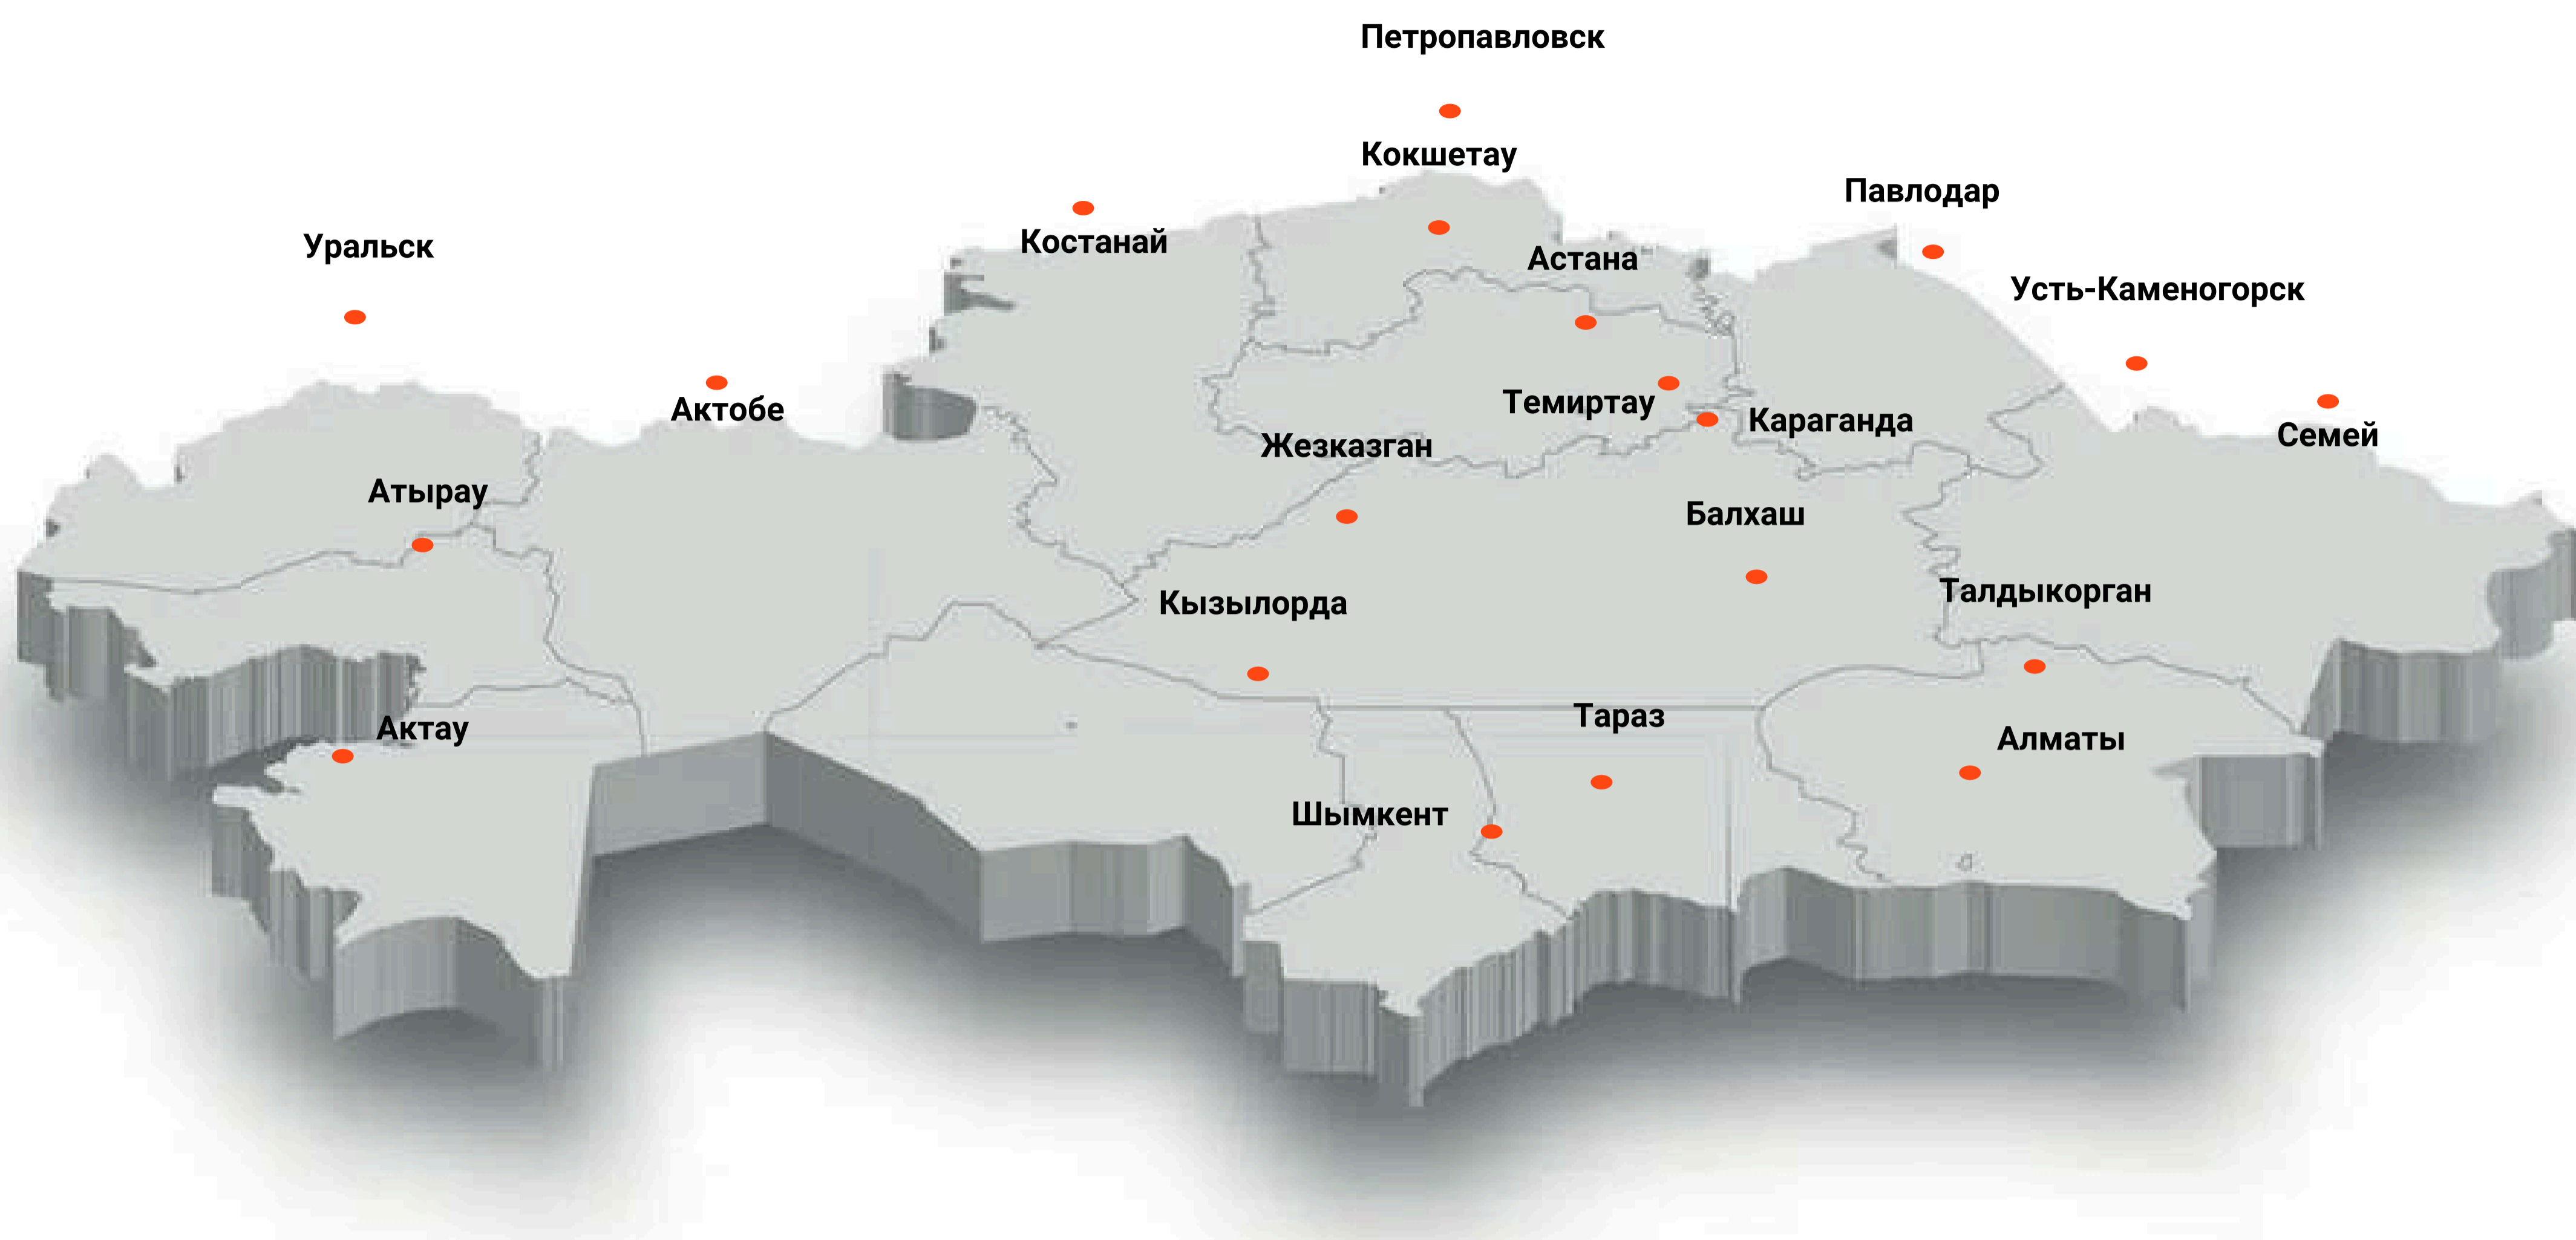 Петропавловск
Кокшетау
Павлодар
Костанай
Уральск
Астана
Усть-Каменогорск
Темиртау
Актобе
Караганда
Семей
Жезказган
Атырау
Балхаш
Талдыкорган
Кызылорда
Тараз
Актау
Алматы
Шымкент